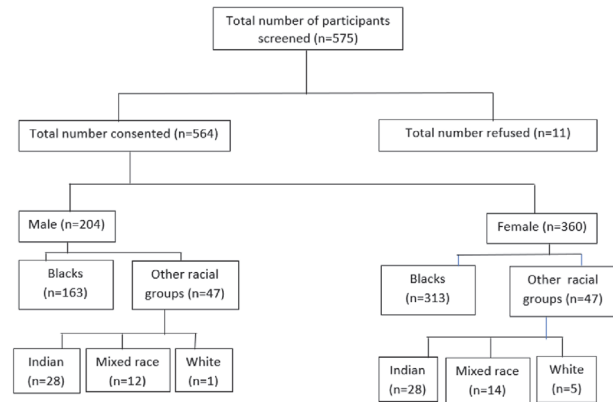 Total number of participants
screened (n=575)
Total number consented (n=564)
Total number refused (n=11)
Male (n=204)
Female (n=360)
Blacks
(n=163)
Other racial
groups (n=47)
Blacks
(n=313)
Other racial
groups (n=47)
Indian
(n=28)
Mixed race
(n=12)
White
(n=1)
Indian
(n=28)
Mixed race
(n=14)
White
(n=5)